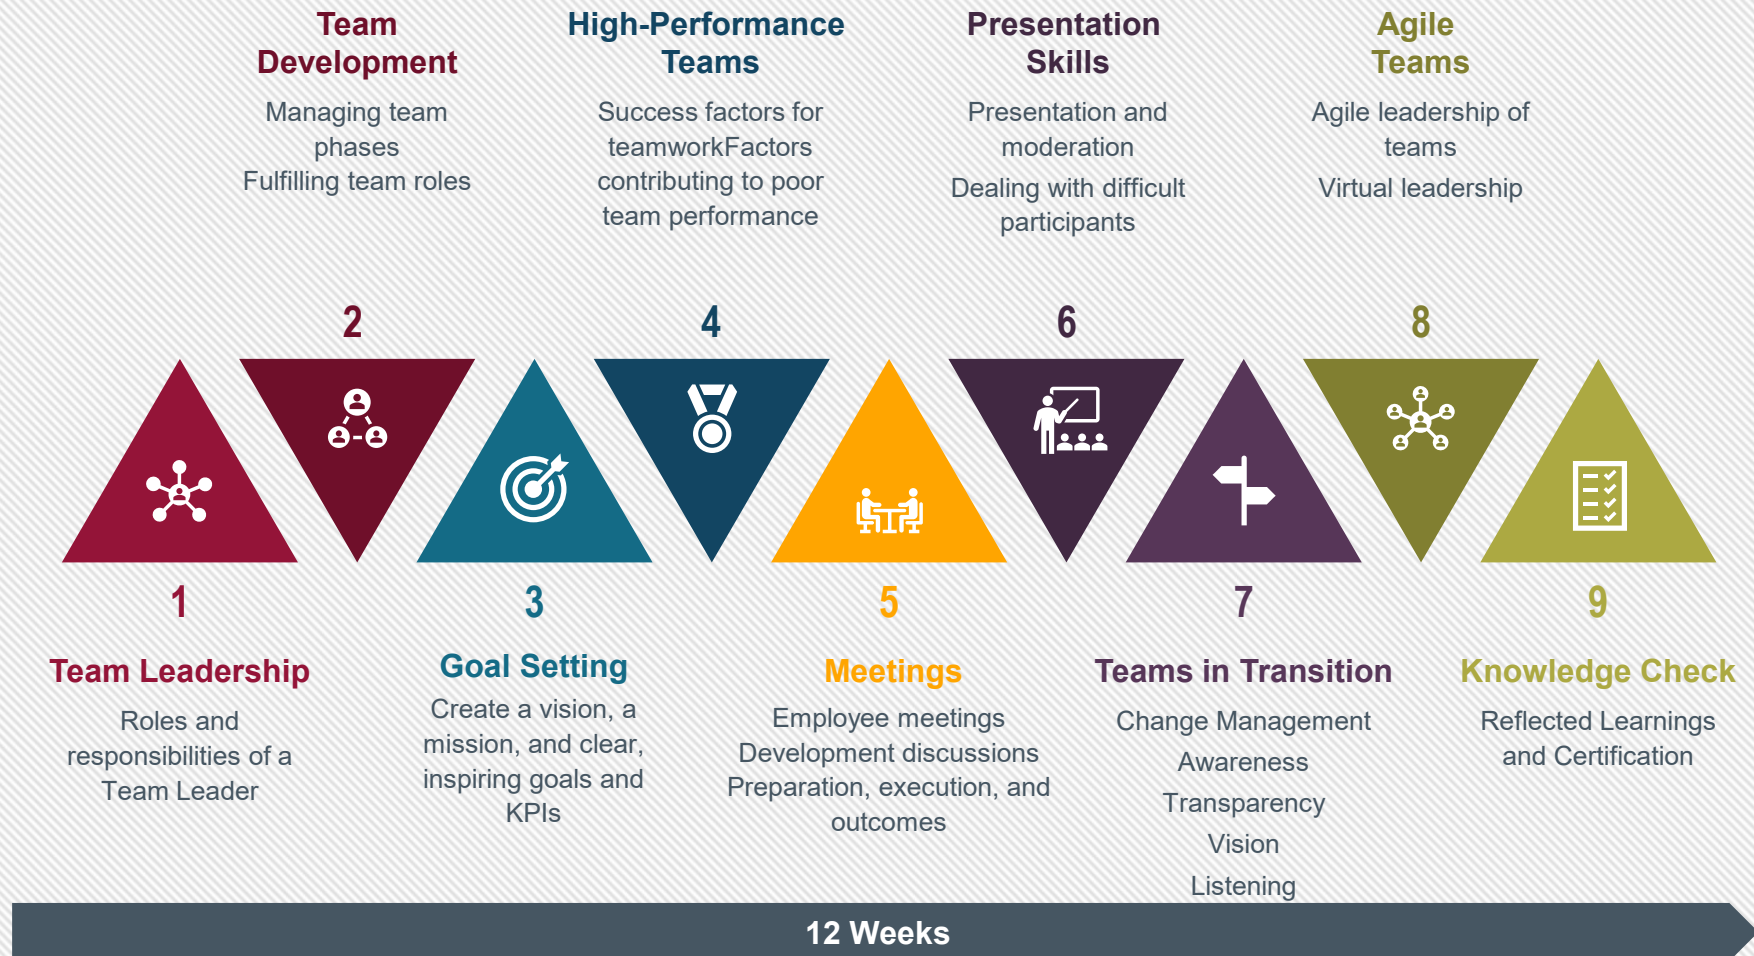 Team
Development
Managing team
phases
Fulfilling team roles
High-Performance
Teams
Success factors for
teamworkFactors
contributing to poor
team performance
Presentation
Skills
Presentation and
moderation
Dealing with difficult
participants
Agile
Teams
Agile leadership of
teams
Virtual leadership
2
4
6
8
1
3
5
7
9
Team Leadership
Roles and
responsibilities of a
Team Leader
Goal Setting
Create a vision, a
mission, and clear,
inspiring goals and
KPIs
Meetings
Employee meetings
Development discussions
Preparation, execution, and
outcomes
Teams in Transition
Change Management
Awareness
Transparency
Vision
Listening
Knowledge Check
Reflected Learnings
and Certification
12 Weeks